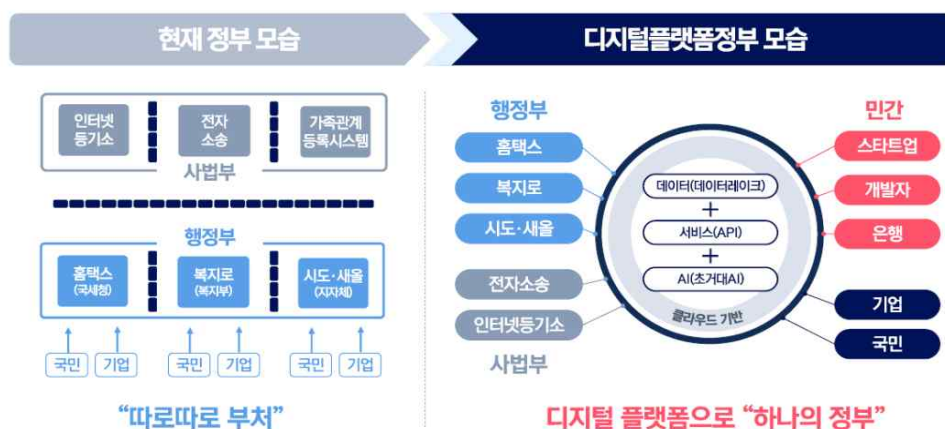 현재 정부 모습
디지털플랫폼정부 모습
인터넷
등기소
전자
소송
가족관계
등록시스템
사법부
행정부
홈택스
(국세청)
복지로
(복지부)
시도·새올
(지자체)
국민
기업
국민
기업
국민
기업
“따로따로 부처”
행정부
홈택스
복지로
시도·새올
전자소송
인터넷등기소
사법부
데이터(데이터레이크)
+
서비스(API)
+
AI(초거대AI)
클라우드 기반
민간
스타트업
개발자
은행
기업
국민
디지털 플랫폼으로 “하나의 정부”